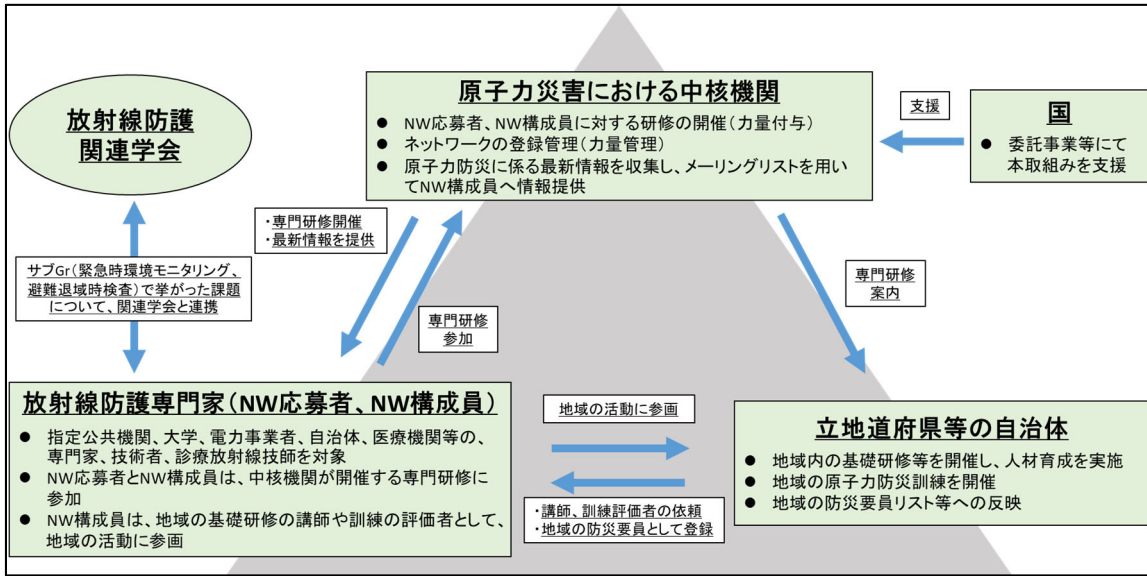 放射線防護
関連学会
原子力災害における中核機関
● NW応募者、NW構成員に対する研修の開催(力量付与)
● ネットワークの登録管理(力量管理)
● 原子力防災に係る最新情報を収集し、メーリングリストを用い
てNW構成員へ情報提供
支援
国
● 委託事業等にて
本取組みを支援
・専門研修開催
・最新情報を提供
サブGr(緊急時環境モニタリング、
避難退域時検査)で挙がった課題
について、関連学会と連携
専門研修
参加
専門研修
案内
放射線防護専門家(NW応募者、NW構成員)
● 指定公共機関、大学、電力事業者、自治体、医療機関等の、
専門家、技術者、診療放射線技師を対象
● NW応募者とNW構成員は、中核機関が開催する専門研修に
参加
● NW構成員は、地域の基礎研修の講師や訓練の評価者として、
地域の活動に参画
地域の活動に参画
・講師、訓練評価者の依頼
・地域の防災要員として登録
立地道府県等の自治体
● 地域内の基礎研修等を開催し、人材育成を実施
● 地域の原子力防災訓練を開催
● 地域の防災要員リスト等への反映